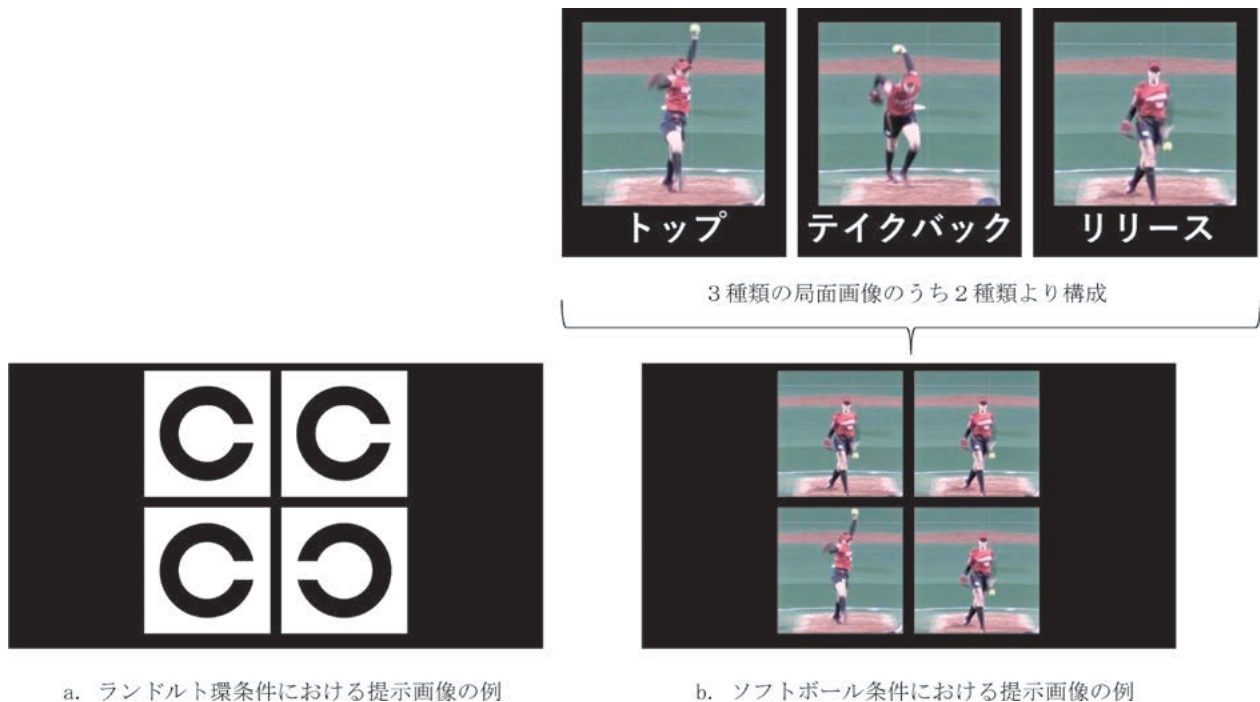 トップ
テイクバック
リリース
3種類の局面画像のうち2種類より構成
a. ランドルト環条件における提示画像の例
b. ソフトボール条件における提示画像の例